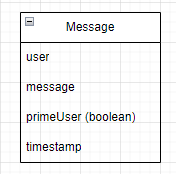 Message
user
message
primeUser (boolean)
timestamp